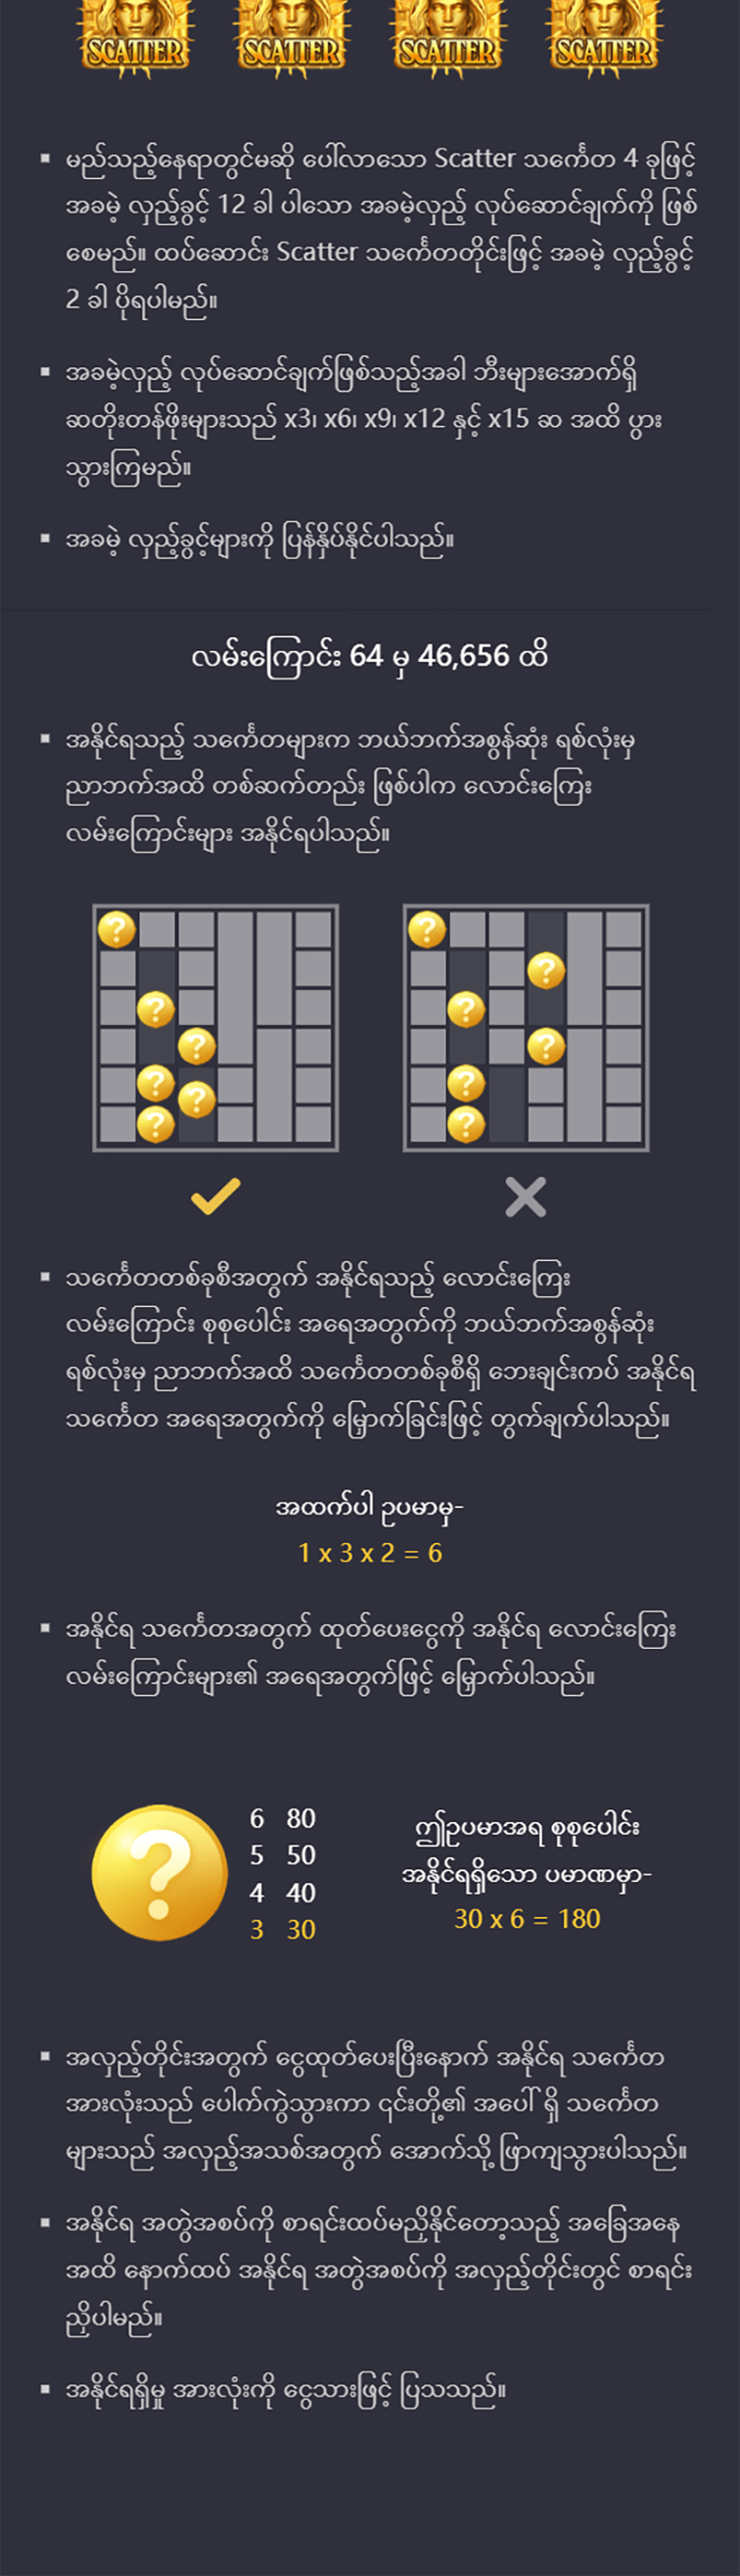 SCATTER SCATTER SCATTER SCATTER
▪ မည်သည့်နေရာတွင်မဆို ပေါ်လာသော Scatter သင်္ကေတ 4 ခုဖြင့်
အခမဲ့ လှည့်ခွင့် 12 ခါ ပါသော အခမဲ့လှည့် လုပ်ဆောင်ချက်ကို ဖြစ်
စေမည်။ ထပ်ဆောင်း Scatter သင်္ကေတတိုင်းဖြင့် အခမဲ့ လှည့်ခွင့်
2 ခါ ပိုရပါမည်။
▪ အခမဲ့လှည့် လုပ်ဆောင်ချက်ဖြစ်သည့်အခါ ဘီးများအောက်ရှိ
ဆတိုးတန်ဖိုးများသည် x3၊ x6၊ x9၊ x12 နှင့် x15 ဆ အထိ ပွား
သွားကြမည်။
▪ အခမဲ့ လှည့်ခွင့်များကို ပြန်နှိပ်နိုင်ပါသည်။
လမ်းကြောင်း 64 မှ 46,656 ထိ
▪ အနိုင်ရသည့် သင်္ကေတများက ဘယ်ဘက်အစွန်ဆုံး ရစ်လုံးမှ
ညာဘက်အထိ တစ်ဆက်တည်း ဖြစ်ပါက လောင်းကြေး
လမ်းကြောင်းများ အနိုင်ရပါသည်။
▪ သင်္ကေတတစ်ခုစီအတွက် အနိုင်ရသည့် လောင်းကြေး
လမ်းကြောင်း စုစုပေါင်း အရေအတွက်ကို ဘယ်ဘက်အစွန်ဆုံး
ရစ်လုံးမှ ညာဘက်အထိ သင်္ကေတတစ်ခုစီရှိ ဘေးချင်းကပ် အနိုင်ရ
သင်္ကေတ အရေအတွက်ကို မြှောက်ခြင်းဖြင့် တွက်ချက်ပါသည်။
အထက်ပါ ဥပမာမှ-
1 x 3 x 2 = 6
▪ အနိုင်ရ သင်္ကေတအတွက် ထုတ်ပေးငွေကို အနိုင်ရ လောင်းကြေး
လမ်းကြောင်းများ၏ အရေအတွက်ဖြင့် မြှောက်ပါသည်။
6 80
5 50
4 40
3 30
ဤဥပမာအရ စုစုပေါင်း
အနိုင်ရရှိသော ပမာဏမှာ-
30 x 6 = 180
▪ အလှည့်တိုင်းအတွက် ငွေထုတ်ပေးပြီးနောက် အနိုင်ရ သင်္ကေတ
အားလုံးသည် ပေါက်ကွဲသွားကာ ၎င်းတို့၏ အပေါ် ရှိ သင်္ကေတ
များသည် အလှည့်အသစ်အတွက် အောက်သို့ ဖြာကျသွားပါသည်။
▪ အနိုင်ရ အတွဲအစပ်ကို စာရင်းထပ်မညှိနိုင်တော့သည့် အခြေအနေ
အထိ နောက်ထပ် အနိုင်ရ အတွဲအစပ်ကို အလှည့်တိုင်းတွင် စာရင်း
ညှိပါမည်။
▪ အနိုင်ရရှိမှု အားလုံးကို ငွေသားဖြင့် ပြသသည်။